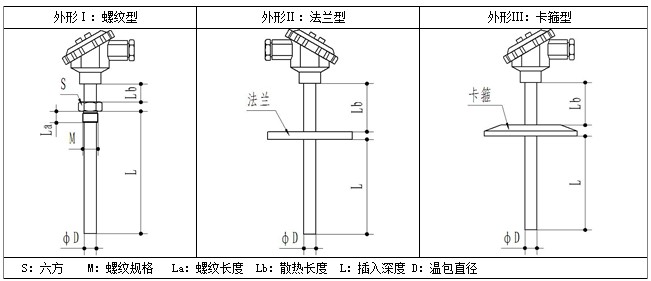 外形Ⅰ：螺纹型
外形II：法兰型
外形III：卡箍型
S
Lb
La
M
L
φD
法兰
Lb
L
φD
卡箍
Lb
L
φD
S：六方 M：螺纹规格 La：螺纹长度 Lb：散热长度 L：插入深度 D：温包直径